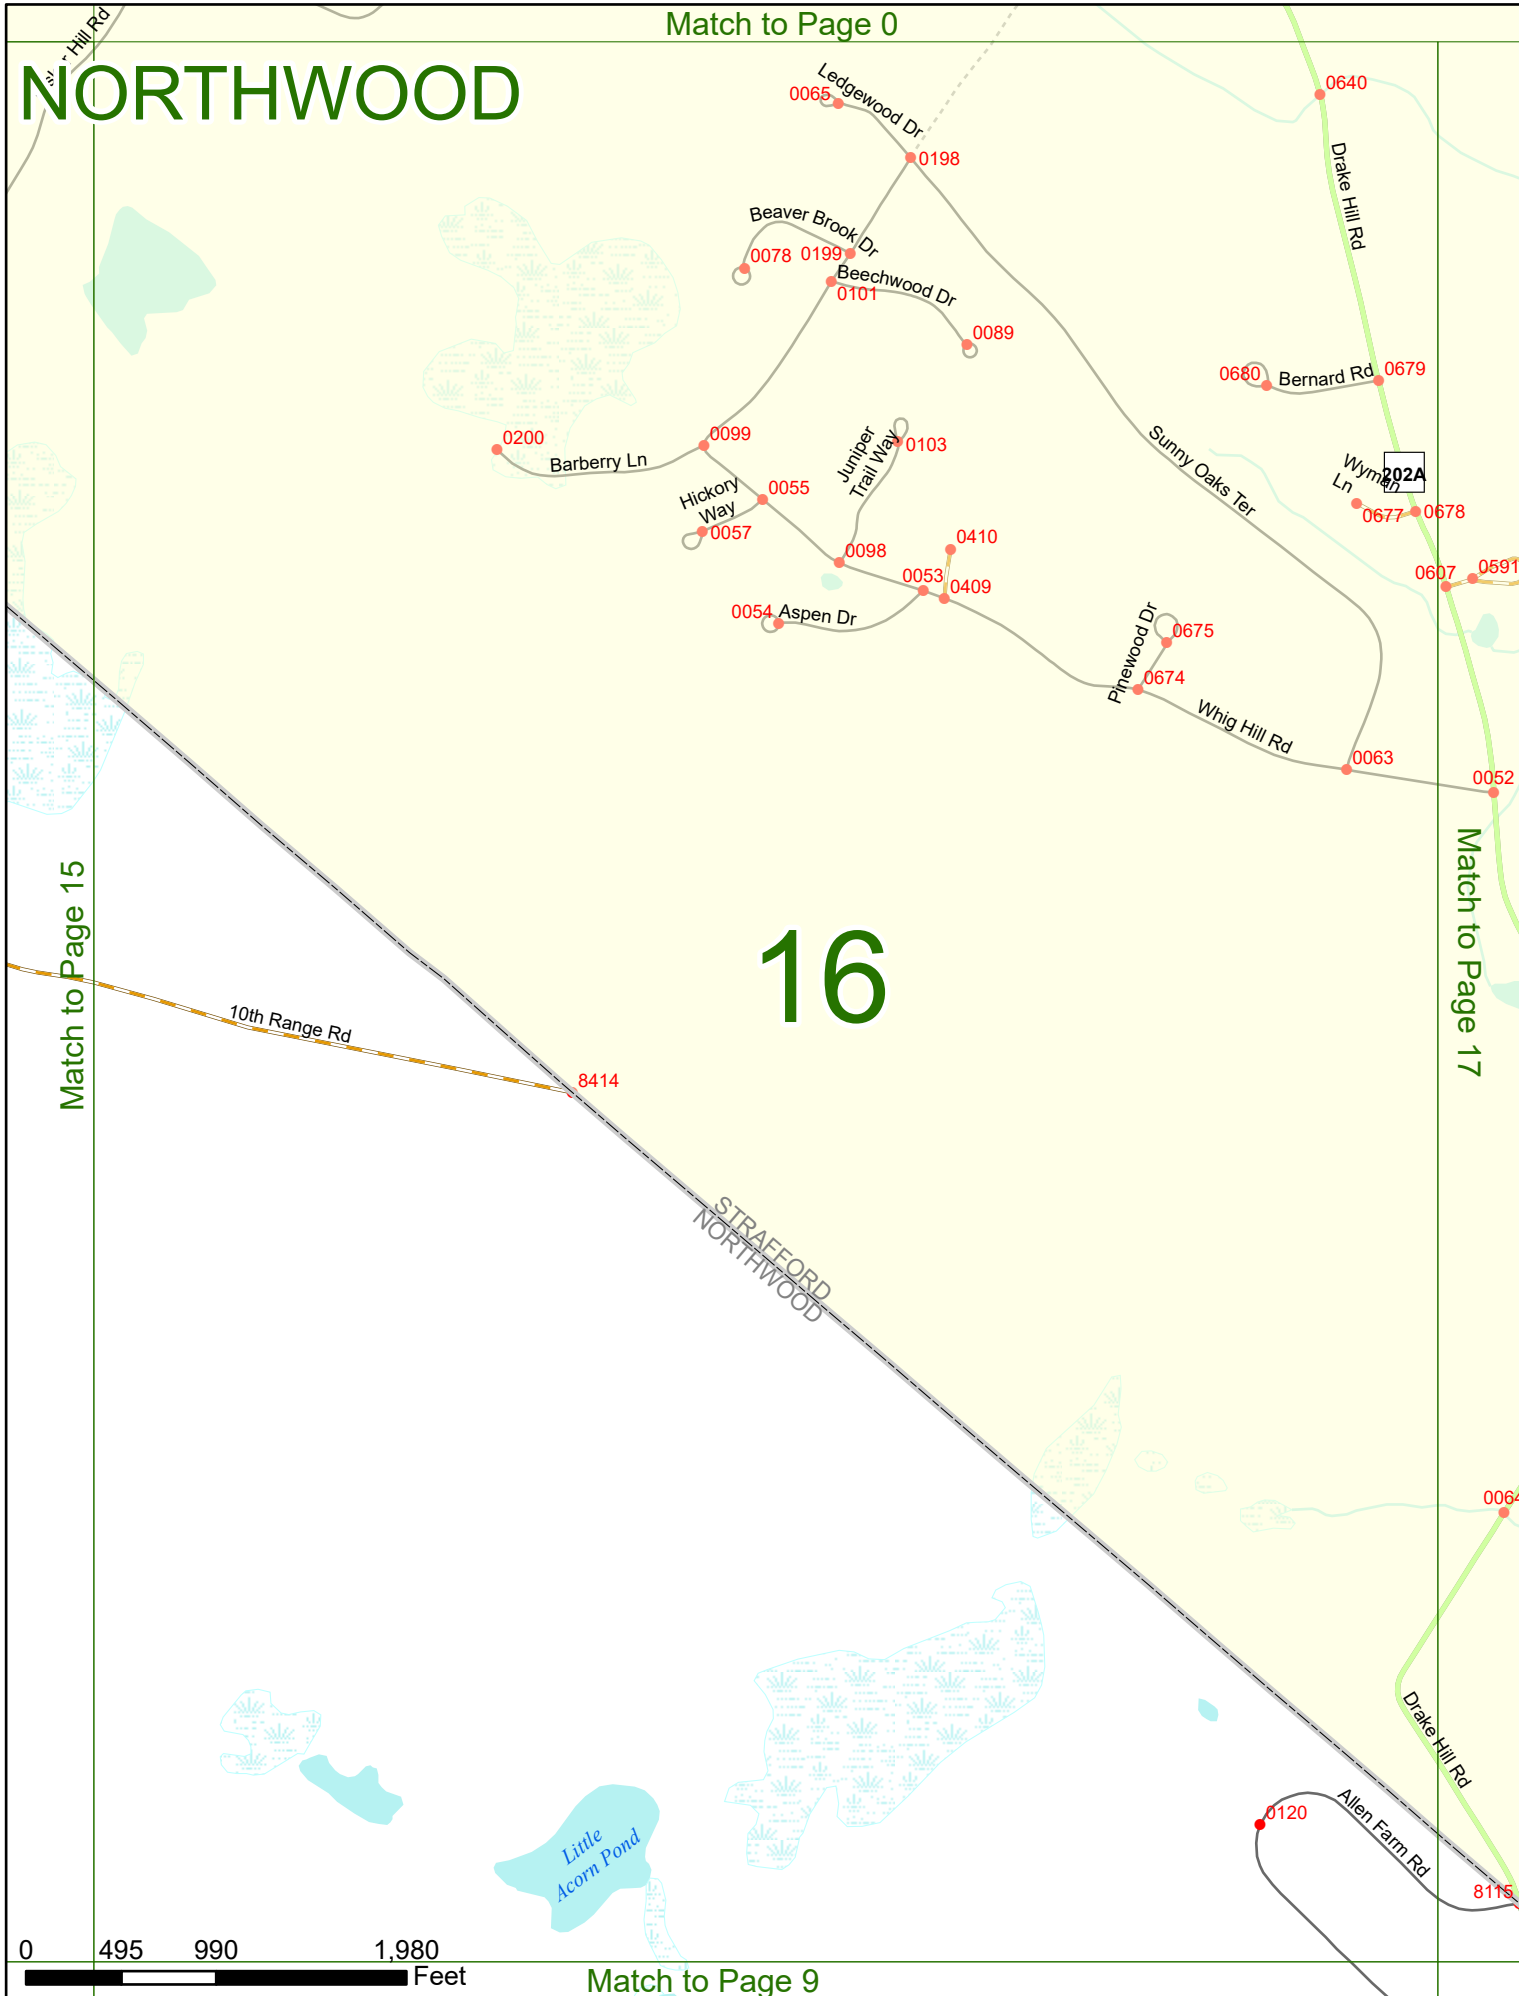 Match to Page 0
Hill Rd
NORTHWOOD
Ledgewood Dr
0065
0640
0198
Drake Hill Rd
Beaver Brook Dr
0078
0199
Beechwood Dr
0101
0089
0680
Bernard Rd
0679
0200
Barberry Ln
0099
Juniper
Trail Way
0103
Sunny Oaks Ter
202A
Wyman
Ln
0677
0678
Hickory
Way
0055
0057
0098
0410
0053
0409
0607
0591
0054
Aspen Dr
Pinewood Dr
0675
0674
Whig Hill Rd
0063
0052
Match to Page 15
16
Match to Page 17
10th Range Rd
8414
STRAFFORD
NORTHWOOD
0064
Drake Hill Rd
0120
Allen Farm Rd
8115
Little
Acorn Pond
0 495 990 1,980
Feet
Match to Page 9